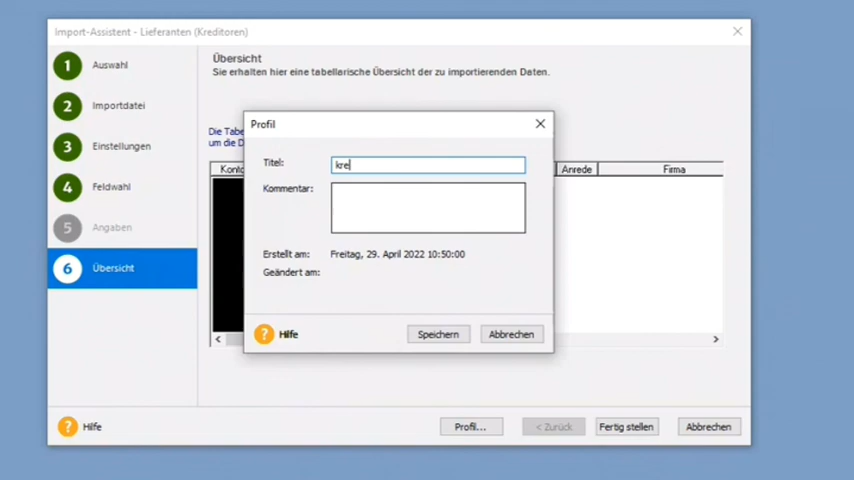 Import-Assistent - Lieferanten (Kreditoren)
1 Auswahl
2 Importdatei
3 Einstellungen
4 Feldwahl
5 Angaben
6 Übersicht
Übersicht
Sie erhalten hier eine tabellarische Übersicht der zu importierenden Daten.
Die Tabe
um die D
Konto Anrede Firma
Profil
Titel: kre
Kommentar:
Erstellt am: Freitag, 29. April 2022 10:50:00
Geändert am:
? Hilfe Speichern Abbrechen
< >
? Hilfe Profil... < Zurück Fertig stellen Abbrechen